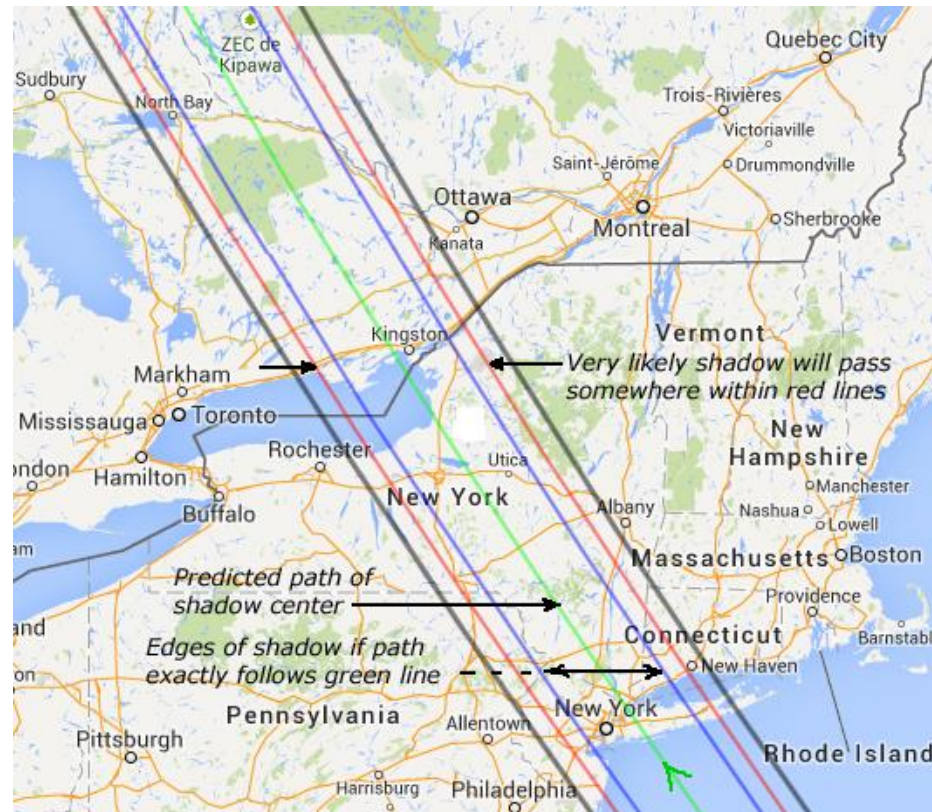 ZEC de
Kipawa
Quebec City
Sudbury
North Bay
Trois-Rivières
Victoriaville
Saint-Jérôme
Drummondville
Ottawa
Montreal
Sherbrooke
Kanata
Kingston
Vermont
Very likely shadow will pass
somewhere within red lines
Markham
Mississauga
Toronto
New
Hampshire
Rochester
Utica
ondon
Hamilton
New York
Manchester
Buffalo
Albany
Nashua
Lowell
am
Massachusetts
Boston
Predicted path of
shadow center
Providence
and
Connecticut
Barnstabl
Edges of shadow if path
exactly follows green line
New Haven
on
Pennsylvania
Allentown
New York
Pittsburgh
Rhode Island
Harrisburg
Philadelphia